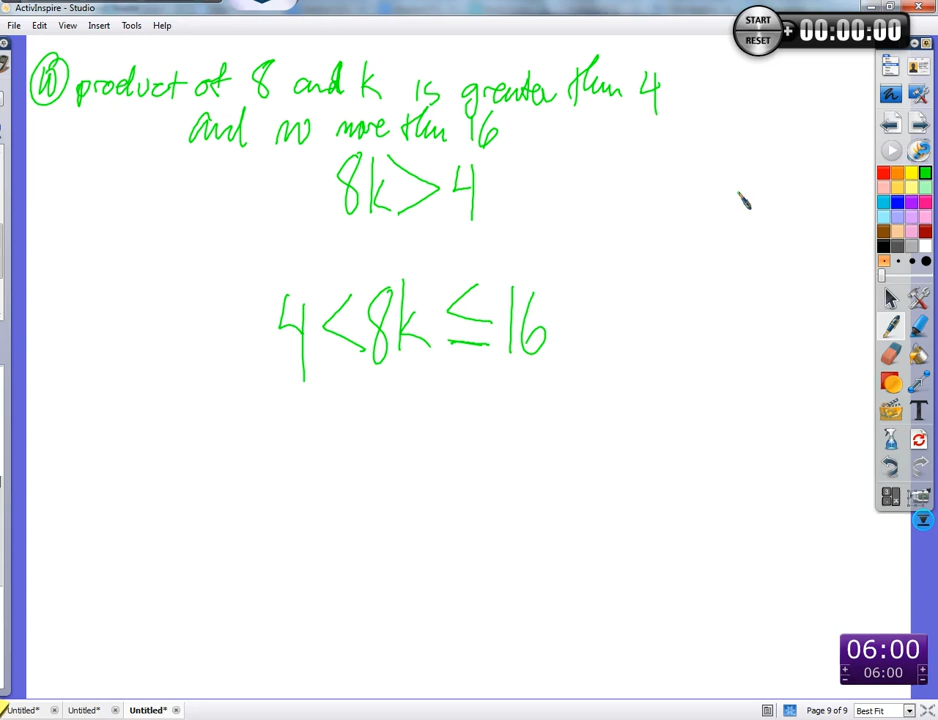 ActivInspire - Studio
File Edit View Insert Tools Help
START
RESET
+ 00:00:00
product of 8 and k is greater then 4
and no more then 16
8k > 4
4 < 8k ≤ 16
T
06:00
+ 06:00 +
Untitled* Untitled* Untitled*
Page 9 of 9 Best Fit